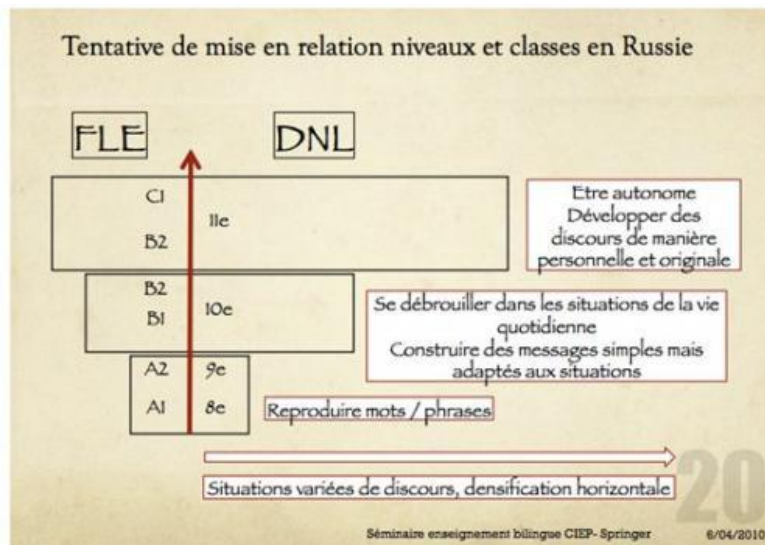 Tentative de mise en relation niveaux et classes en Russie
FLE
DNL
C1
11e
B2
Etre autonome
Développer des
discours de manière
personnelle et originale
B2
B1
10e
Se débrouiller dans les situations de la vie
quotidienne
Construire des messages simples mais
adaptés aux situations
A2
9e
A1
8e
Reproduire mots / phrases
Situations variées de discours, densification horizontale
20
Séminaire enseignement bilingue CIEP- Springer
6/04/2010